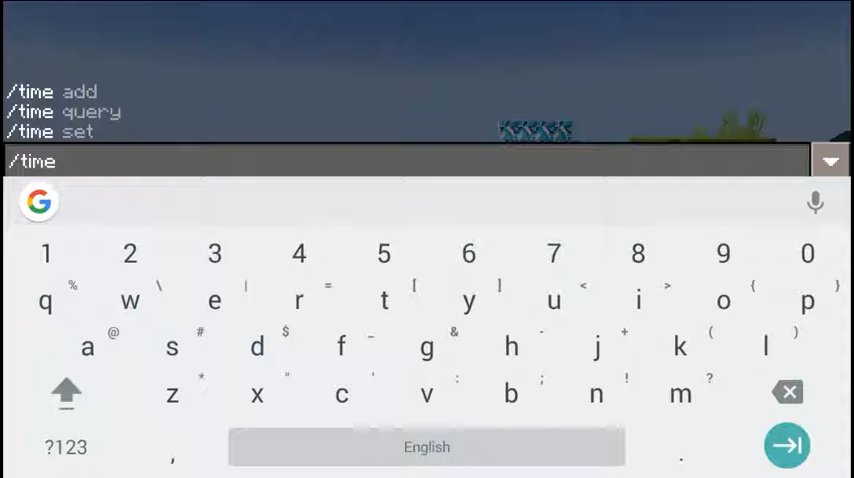 /time add
/time query
/time set
/time
1 2 3 4 5 6 7 8 9 0
% \ | = [ ] < > { }
q w e r t y u i o p
@ # $ _ & - + ( )
a s d f g h j k l
* " ' : ; ! ?
z x c v b n m
?123 , English .